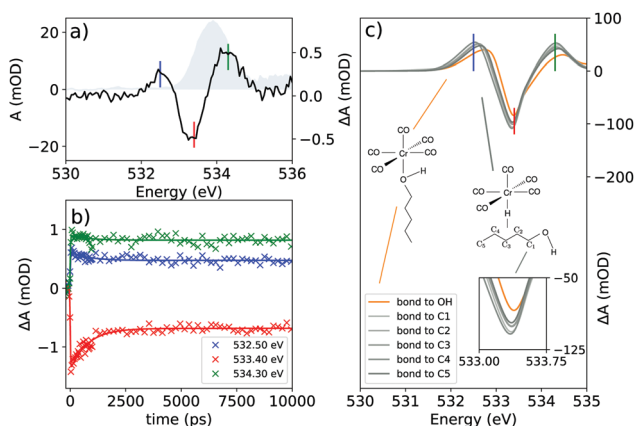 a)
A (mOD)
20
0
−20
0.5
0.0
−0.5
530
532
534
536
Energy (eV)
b)
ΔA (mOD)
1
0
−1
532.50 eV
533.40 eV
534.30 eV
0
2500
5000
7500
10000
time (ps)
c)
ΔA (mOD)
100
0
−100
−200
CO
CO
CO
Cr
CO
CO
O
H
CO
CO
CO
Cr
CO
CO
H
C4
C2
O
C5
C3
C1
H
bond to OH
bond to C1
bond to C2
bond to C3
bond to C4
bond to C5
−50
−125
533.00
533.75
ΔA (mOD)
530
531
532
533
534
535
Energy (eV)